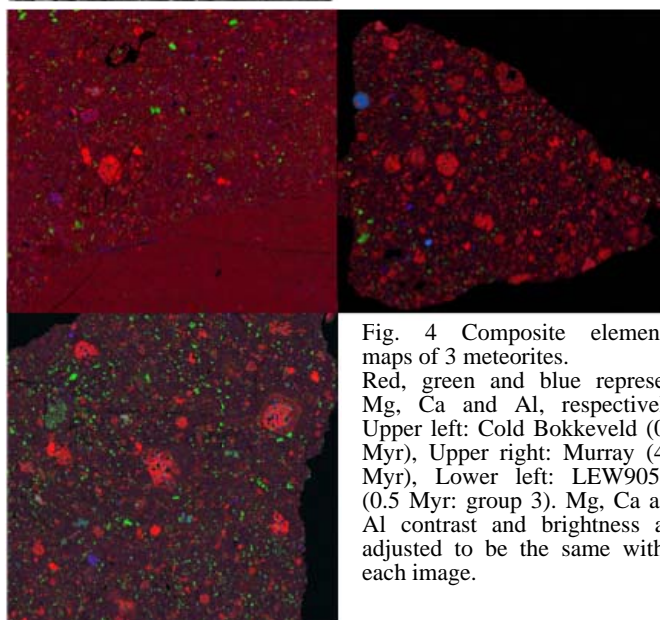 Fig. 4 Composite elemen
maps of 3 meteorites.
Red, green and blue represe
Mg, Ca and Al, respective
Upper left: Cold Bokkeveld (0
Myr), Upper right: Murray (4
Myr), Lower left: LEW905
(0.5 Myr: group 3). Mg, Ca a
Al contrast and brightness a
adjusted to be the same with
each image.